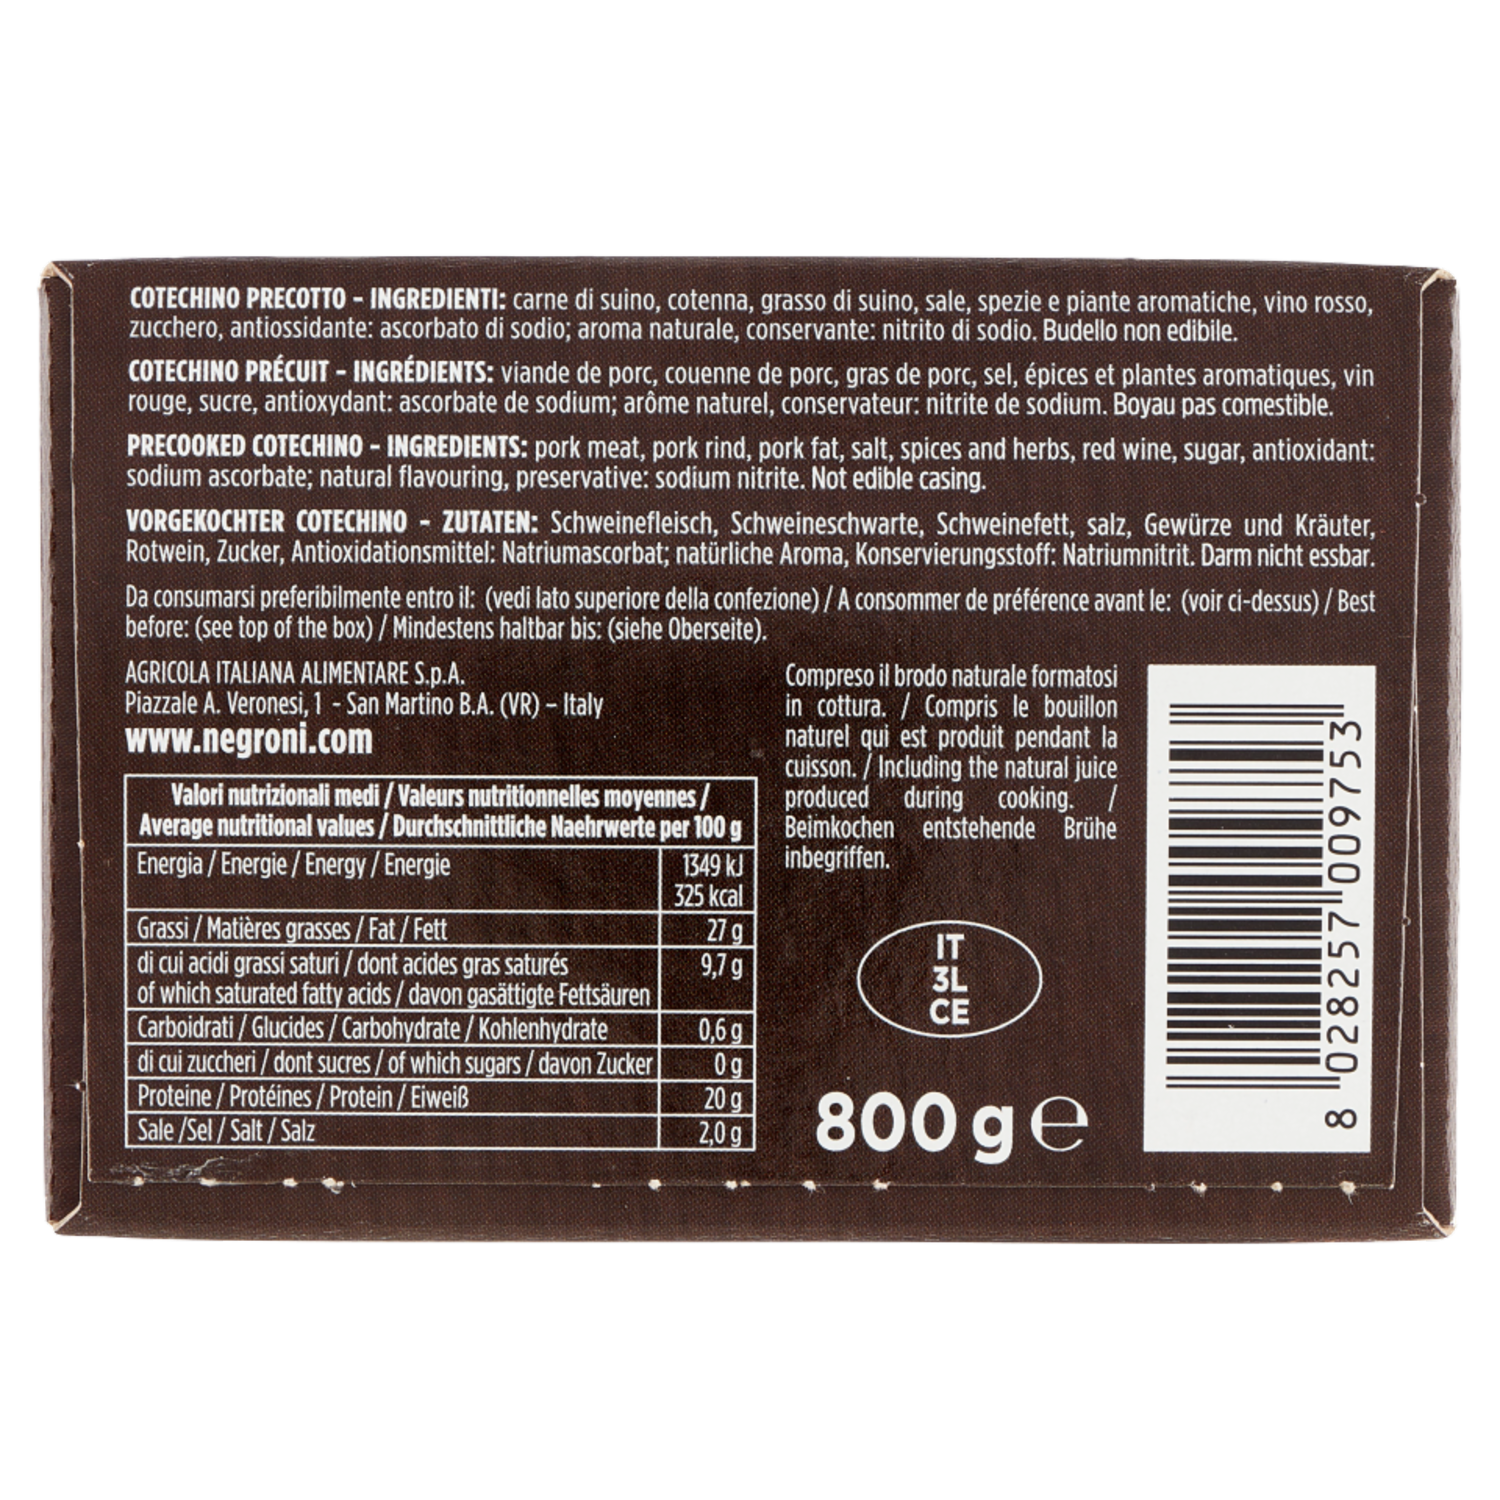 COTECHINO PRECOTTO - INGREDIENTI: carne di suino, cotenna, grasso di suino, sale, spezie e piante aromatiche, vino rosso,
zucchero, antiossidante: ascorbato di sodio; aroma naturale, conservante: nitrito di sodio. Budello non edibile.
COTECHINO PRÉCUIT - INGRÉDIENTS: viande de porc, couenne de porc, gras de porc, sel, épices et plantes aromatiques, vin
rouge, sucre, antioxydant: ascorbate de sodium; arôme naturel, conservateur: nitrite de sodium. Boyau pas comestible.
PRECOOKED COTECHINO - INGREDIENTS: pork meat, pork rind, pork fat, salt, spices and herbs, red wine, sugar, antioxidant:
sodium ascorbate; natural flavouring, preservative: sodium nitrite. Not edible casing.
VORGEKOCHTER COTECHINO - ZUTATEN: Schweinefleisch, Schweineschwarte, Schweinefett, salz, Gewürze und Kräuter,
Rotwein, Zucker, Antioxidationsmittel: Natriumascorbat; natürliche Aroma, Konservierungsstoff: Natriumnitrit. Darm nicht essbar.
Da consumarsi preferibilmente entro il: (vedi lato superiore della confezione) / A consommer de préférence avant le: (voir ci-dessus) / Best
before: (see top of the box) / Mindestens haltbar bis: (siehe Oberseite).
AGRICOLA ITALIANA ALIMENTARE S.p.A.
Piazzale A. Veronesi, 1 - San Martino B.A. (VR) – Italy
www.negroni.com
Valori nutrizionali medi / Valeurs nutritionnelles moyennes /
Average nutritional values / Durchschnittliche Naehrwerte per 100 g
Energia / Energie / Energy / Energie 1349 kJ
325 kcal
Grassi / Matières grasses / Fat / Fett 27 g
di cui acidi grassi saturi / dont acides gras saturés 9,7 g
of which saturated fatty acids / davon gasättigte Fettsäuren
Carboidrati / Glucides / Carbohydrate / Kohlenhydrate 0,6 g
di cui zuccheri / dont sucres / of which sugars / davon Zucker 0 g
Proteine / Protéines / Protein / Eiweiß 20 g
Sale /Sel / Salt / Salz 2,0 g
Compreso il brodo naturale formatosi
in cottura. / Compris le bouillon
naturel qui est produit pendant la
cuisson. / Including the natural juice
produced during cooking. /
Beimkochen entstehende Brühe
inbegriffen.
IT
3L
CE
800 g e
8 028257 009753